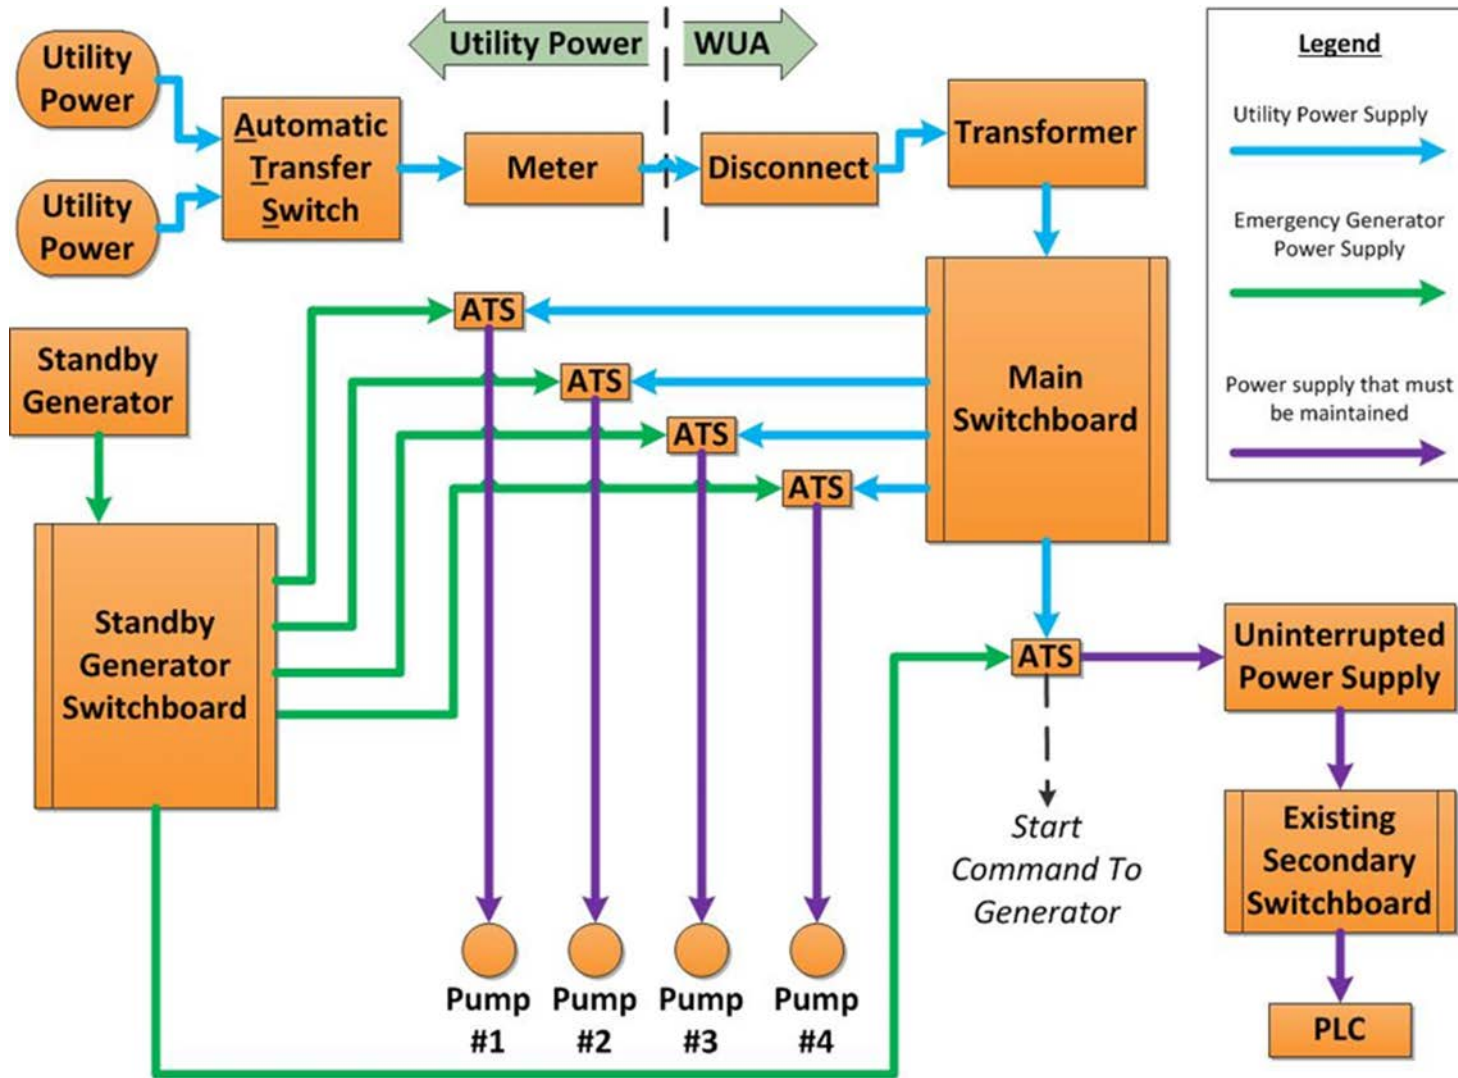 Utility
Power
Utility
Power
Automatic
Transfer
Switch
Utility Power
WUA
Meter
Disconnect
Transformer
Legend
Utility Power Supply
Emergency Generator
Power Supply
Power supply that must
be maintained
Standby
Generator
ATS
ATS
ATS
ATS
Main
Switchboard
Standby
Generator
Switchboard
ATS
Uninterrupted
Power Supply
Start
Command To
Generator
Existing
Secondary
Switchboard
PLC
Pump
#1
Pump
#2
Pump
#3
Pump
#4